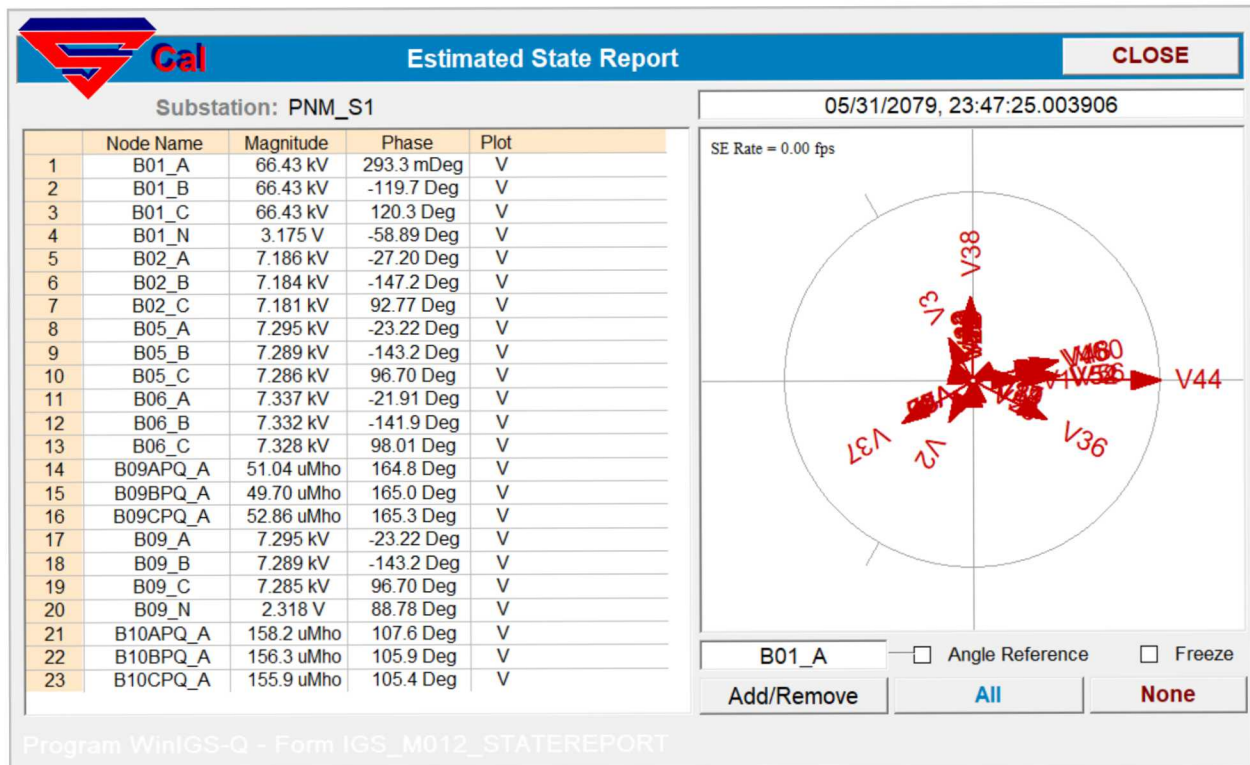 Cal
Estimated State Report
CLOSE
Substation: PNM_S1
05/31/2079, 23:47:25.003906
Node Name Magnitude Phase Plot
1 B01_A 66.43 kV 293.3 mDeg V
2 B01_B 66.43 kV -119.7 Deg V
3 B01_C 66.43 kV 120.3 Deg V
4 B01_N 3.175 V -58.89 Deg V
5 B02_A 7.186 kV -27.20 Deg V
6 B02_B 7.184 kV -147.2 Deg V
7 B02_C 7.181 kV 92.77 Deg V
8 B05_A 7.295 kV -23.22 Deg V
9 B05_B 7.289 kV -143.2 Deg V
10 B05_C 7.286 kV 96.70 Deg V
11 B06_A 7.337 kV -21.91 Deg V
12 B06_B 7.332 kV -141.9 Deg V
13 B06_C 7.328 kV 98.01 Deg V
14 B09APQ_A 51.04 uMho 164.8 Deg V
15 B09BPQ_A 49.70 uMho 165.0 Deg V
16 B09CPQ_A 52.86 uMho 165.3 Deg V
17 B09_A 7.295 kV -23.22 Deg V
18 B09_B 7.289 kV -143.2 Deg V
19 B09_C 7.285 kV 96.70 Deg V
20 B09_N 2.318 V 88.78 Deg V
21 B10APQ_A 158.2 uMho 107.6 Deg V
22 B10BPQ_A 156.3 uMho 105.9 Deg V
23 B10CPQ_A 155.9 uMho 105.4 Deg V
SE Rate = 0.00 fps
V38
V3
V44
V36
V37
V2
B01_A
Angle Reference
Freeze
Add/Remove
All
None
Program WinIGS-Q - Form IGS_M012_STATEREPORT